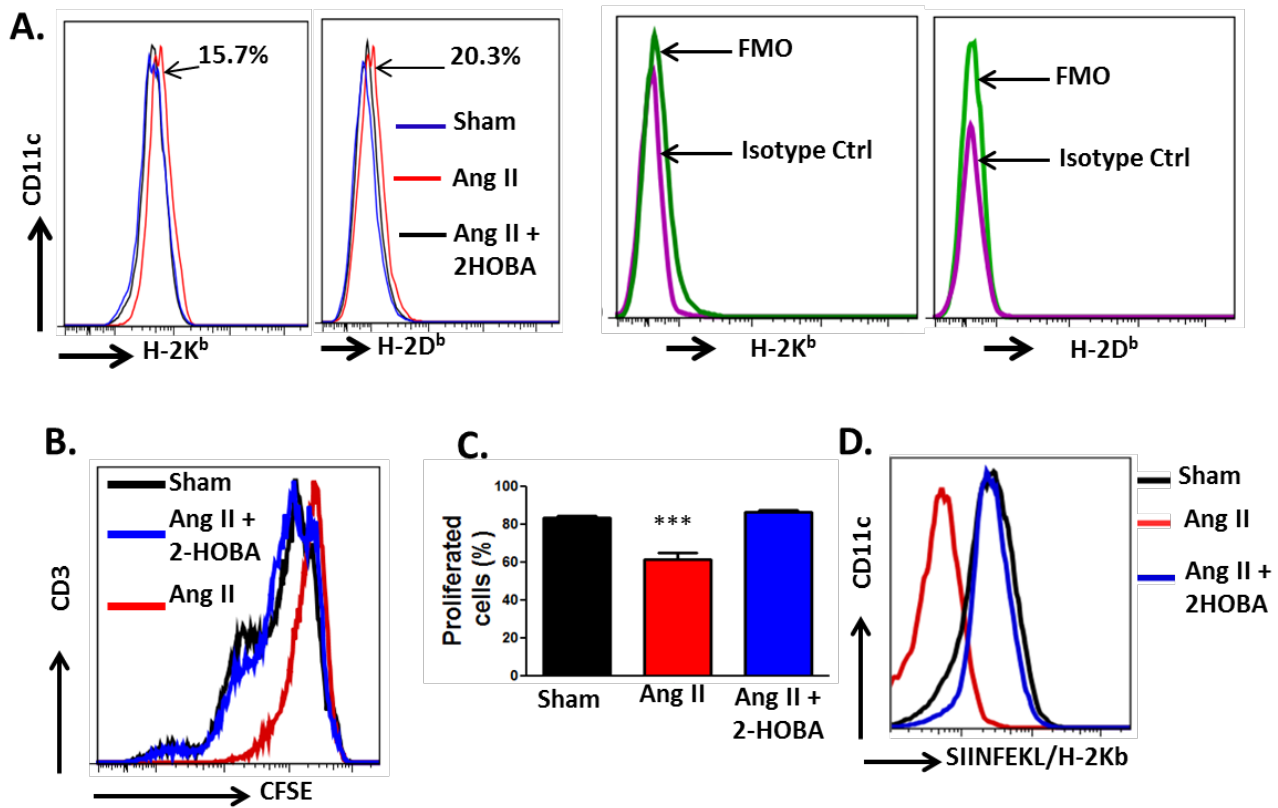 A.
CD11c
15.7%
H-2Kᵇ
20.3%
Sham
Ang II
Ang II +
2HOBA
H-2Dᵇ
FMO
Isotype Ctrl
H-2Kᵇ
FMO
Isotype Ctrl
H-2Dᵇ
B.
CD3
Sham
Ang II +
2-HOBA
Ang II
CFSE
C.
Proliferated
cells (%)
100
80
60
40
20
0
***
Sham
Ang II
Ang II +
2-HOBA
D.
CD11c
Sham
Ang II
Ang II +
2HOBA
SIINFEKL/H-2Kb